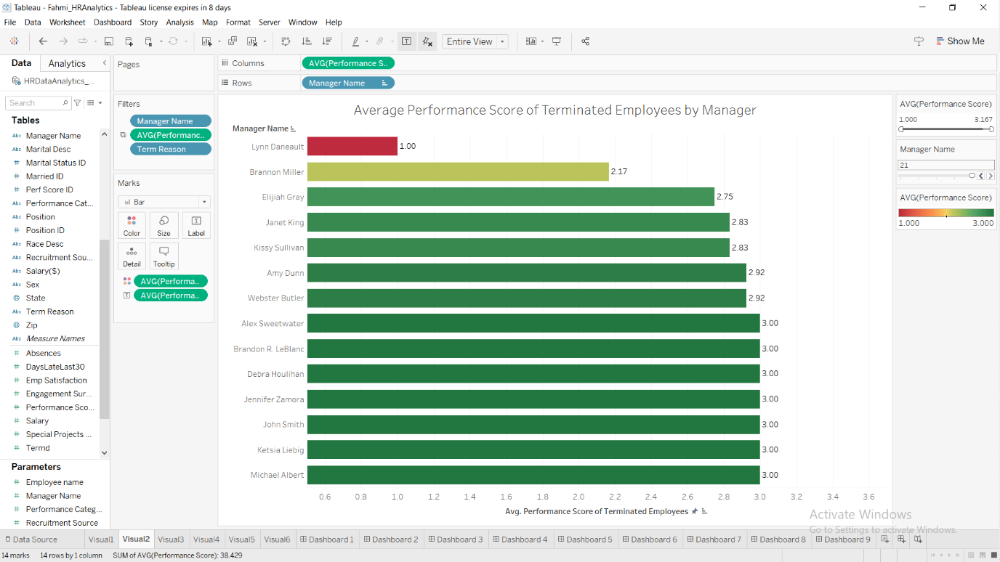 Tableau - Fahmi_HRAnalytics - Tableau license expires in 8 days
File Data Worksheet Dashboard Story Analysis Map Format Server Window Help
Entire View
Show Me
Data
Analytics
HRDataAnalytics_...
Search
Tables
Abc Manager Name
Abc Marital Desc
# Marital Status ID
# Married ID
# Perf Score ID
Abc Performance Cat...
Abc Position
# Position ID
Abc Race Desc
Abc Recruitment Sou...
Abc Salary($)
Abc Sex
State
Abc Term Reason
Zip
Abc Measure Names
# Absences
# DaysLateLast30
# Emp Satisfaction
# Engagement Sur...
# Performance Sco...
# Salary
# Special Projects ...
# Termd
Parameters
# Employee name
# Manager Name
# Performance Categ...
# Recruitment Source
Pages
Filters
Manager Name
AVG(Performanc..
Term Reason
Marks
Bar
Color
Size
Label
Detail
Tooltip
AVG(Performa..
AVG(Performa..
Columns
AVG(Performance S..
Rows
Manager Name
Average Performance Score of Terminated Employees by Manager
Manager Name
Lynn Daneault 1.00
Brannon Miller 2.17
Elijiah Gray 2.75
Janet King 2.83
Kissy Sullivan 2.83
Amy Dunn 2.92
Webster Butler 2.92
Alex Sweetwater 3.00
Brandon R. LeBlanc 3.00
Debra Houlihan 3.00
Jennifer Zamora 3.00
John Smith 3.00
Ketsia Liebig 3.00
Michael Albert 3.00
0.6 0.8 1.0 1.2 1.4 1.6 1.8 2.0 2.2 2.4 2.6 2.8 3.0 3.2 3.4 3.6
Avg. Performance Score of Terminated Employees
AVG(Performance Score)
1.000 3.167
Manager Name
21
AVG(Performance Score)
1.000 3.000
Activate Windows
Go to Settings to activate Windows.
Data Source Visual1 Visual2 Visual3 Visual4 Visual5 Visual6 Dashboard 1 Dashboard 2 Dashboard 3 Dashboard 4 Dashboard 5 Dashboard 6 Dashboard 7 Dashboard 8 Dashboard 9
14 marks 14 rows by 1 column SUM of AVG(Performance Score): 38.429